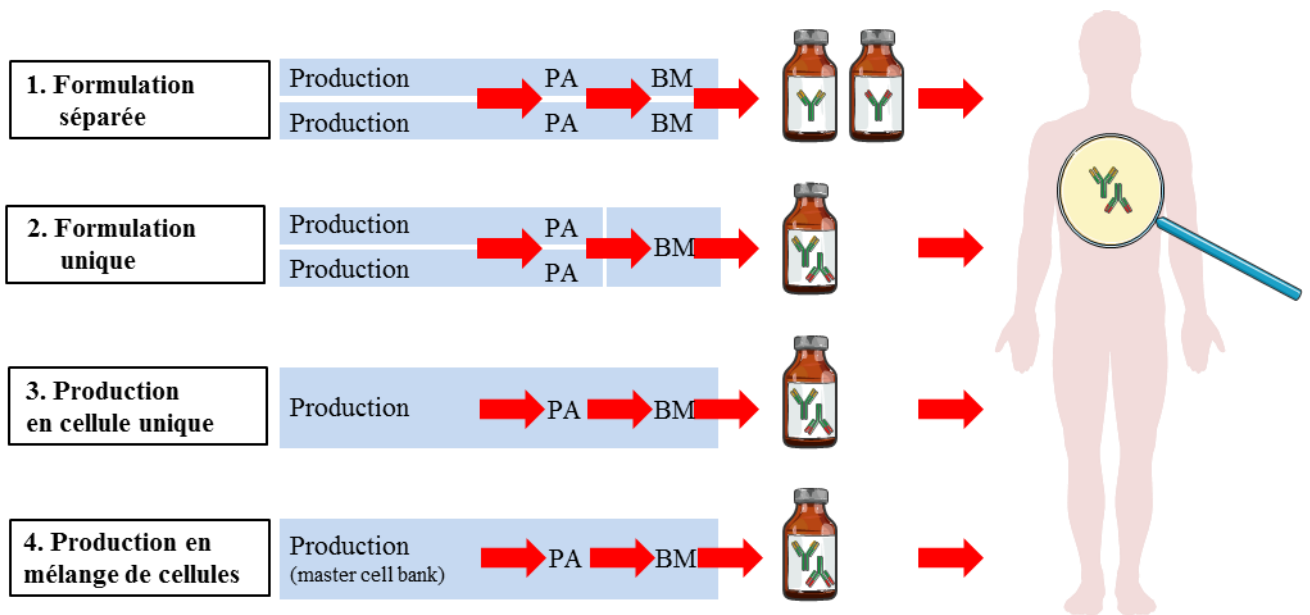 1. Formulation
séparée
Production PA BM
Production PA BM
2. Formulation
unique
Production PA
BM
Production PA
3. Production
en cellule unique
Production PA BM
4. Production en
mélange de cellules
Production
(master cell bank)
PA BM